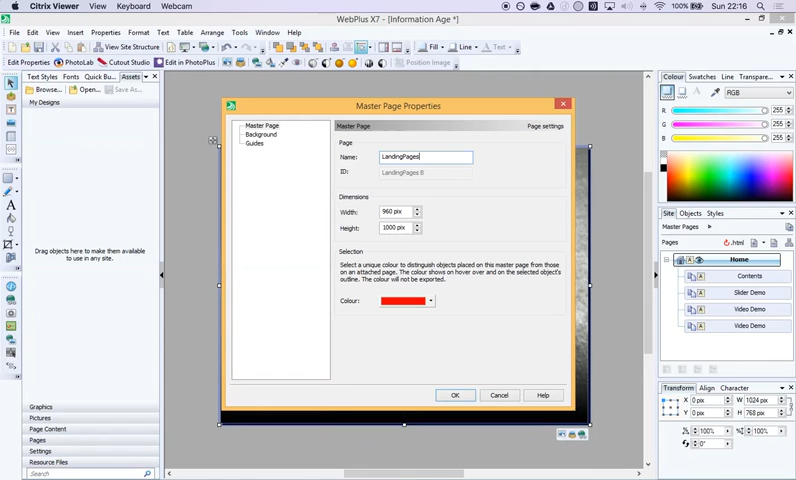 Citrix Viewer View Keyboard Webcam 100% Sun 22:16
WebPlus X7 - [Information Age *]
File Edit View Insert Properties Format Text Table Arrange Tools Window Help
View Site Structure Fill Line Text
Edit Properties PhotoLab Cutout Studio Edit in PhotoPlus Position Image
Text Styles Fonts Quick Bu... Assets
Browse... Open... Save As...
My Designs
Drag objects here to make them available
to use in any site.
Graphics
Pictures
Page Content
Pages
Settings
Resource Files
Master Page Properties
Master Page
Background
Guides
Master Page Page settings
Page
Name: LandingPages
ID: LandingPages B
Dimensions
Width: 960 pix
Height: 1000 pix
Selection
Select a unique colour to distinguish objects placed on this master page from those
on an attached page. The colour shows on hover over and on the selected object's
outline. The colour will not be exported.
Colour:
OK Cancel Help
Colour Swatches Line Transpare...
RGB
R 255
G 255
B 255
Site Objects Styles
Master Pages
Pages .html
Home
Contents
Slider Demo
Video Demo
Video Demo
Transform Align Character
X 0 pix W 1024 pix
Y 0 pix H 768 pix
100% 100%
0°